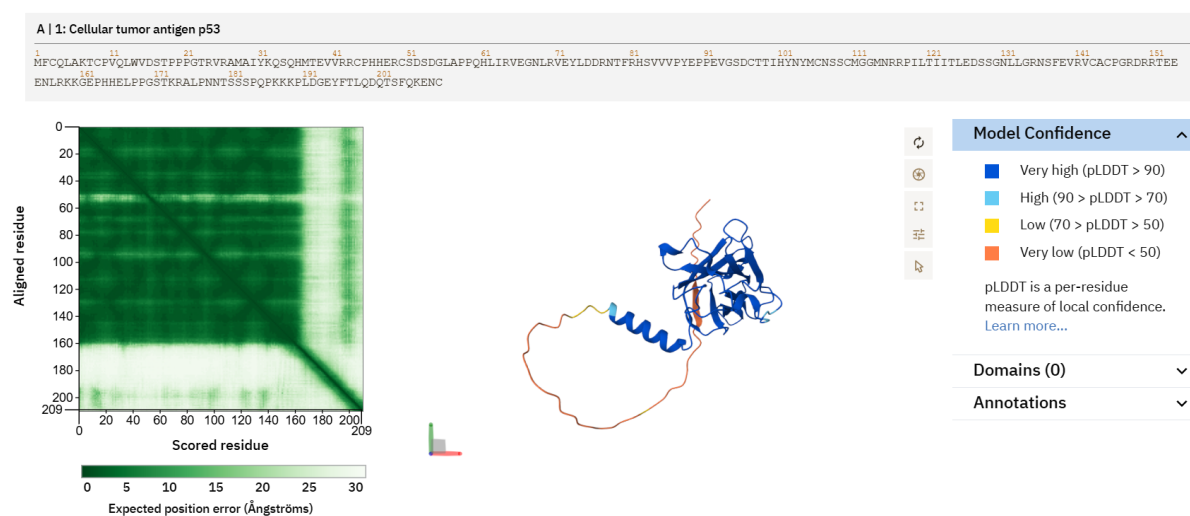 A | 1: Cellular tumor antigen p53
1 11 21 31 41 51 61 71 81 91 101 111 121 131 141 151
MFCQLAKTCPVQLWVDSTPPPGTRVRAMAIYKQSQHMTEVVRRCPHHERCSDSDGLAPPQHLIRVEGNLRVEYLDDRNTFRHSVVVPYEPPEVGSDCTTIHYNYMCNSSCMGGMNRRPILTIITLEDSSGNLLGRNSFEVRVCACPGRDRRTEE
161 171 181 191 201
ENLRKKGEPHHELPPGSTKRALPNNTSSSPQPKKKPLDGEYFTLQDQTSFQKENC
0
20
40
60
80
100
120
140
160
180
200
209
Aligned residue
0 20 40 60 80 100 120 140 160 180 200
209
Scored residue
0 5 10 15 20 25 30
Expected position error (Ångströms)
Model Confidence
Very high (pLDDT > 90)
High (90 > pLDDT > 70)
Low (70 > pLDDT > 50)
Very low (pLDDT < 50)
pLDDT is a per-residue
measure of local confidence.
Learn more...
Domains (0)
Annotations